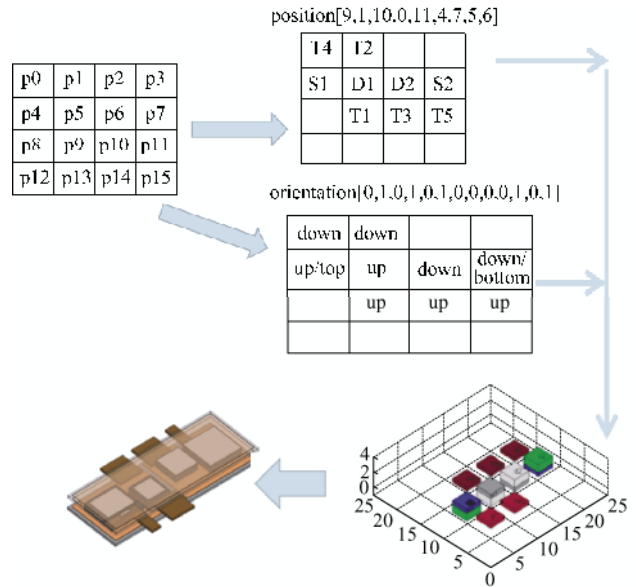 position[9,1,10.0,11,4.7,5,6]
T4 T2
S1 D1 D2 S2
T1 T3 T5
p0 p1 p2 p3
p4 p5 p6 p7
p8 p9 p10 p11
p12 p13 p14 p15
orientation[0,1.0,1,0.1,0,0,0.0,1,0.1]
down down
up/top up down down/
bottom
up up up
4
2
0
25
20
15
10
5
0
5
10
15
20
25